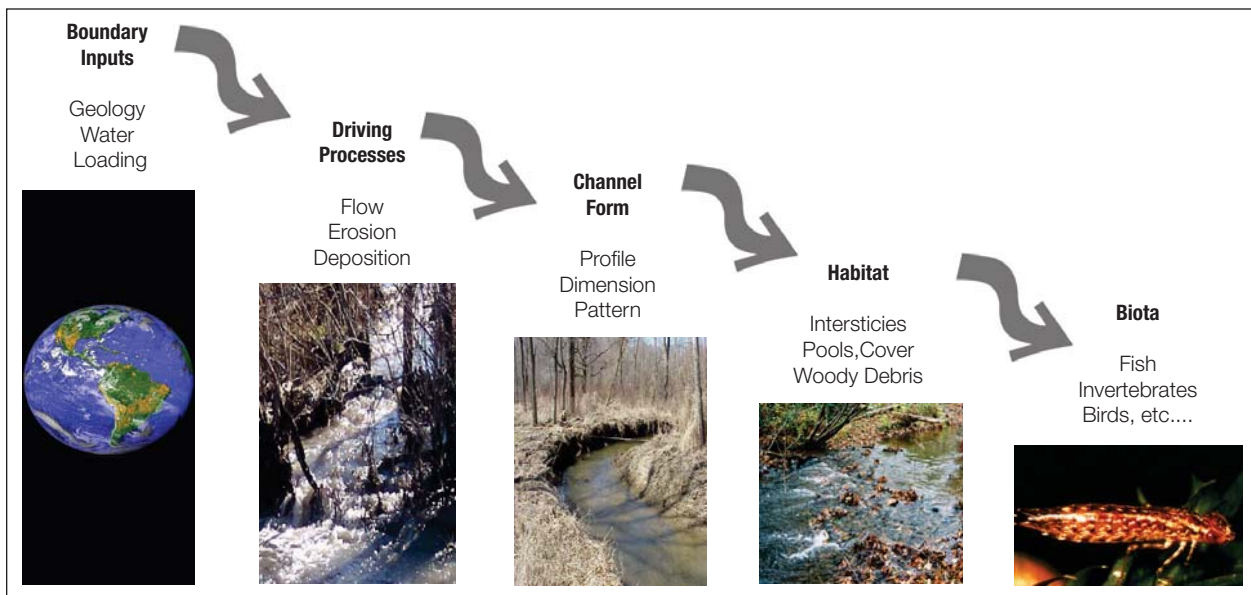 Boundary
Inputs
Geology
Water
Loading
Driving
Processes
Flow
Erosion
Deposition
Channel
Form
Profile
Dimension
Pattern
Habitat
Intersticies
Pools,Cover
Woody Debris
Biota
Fish
Invertebrates
Birds, etc....